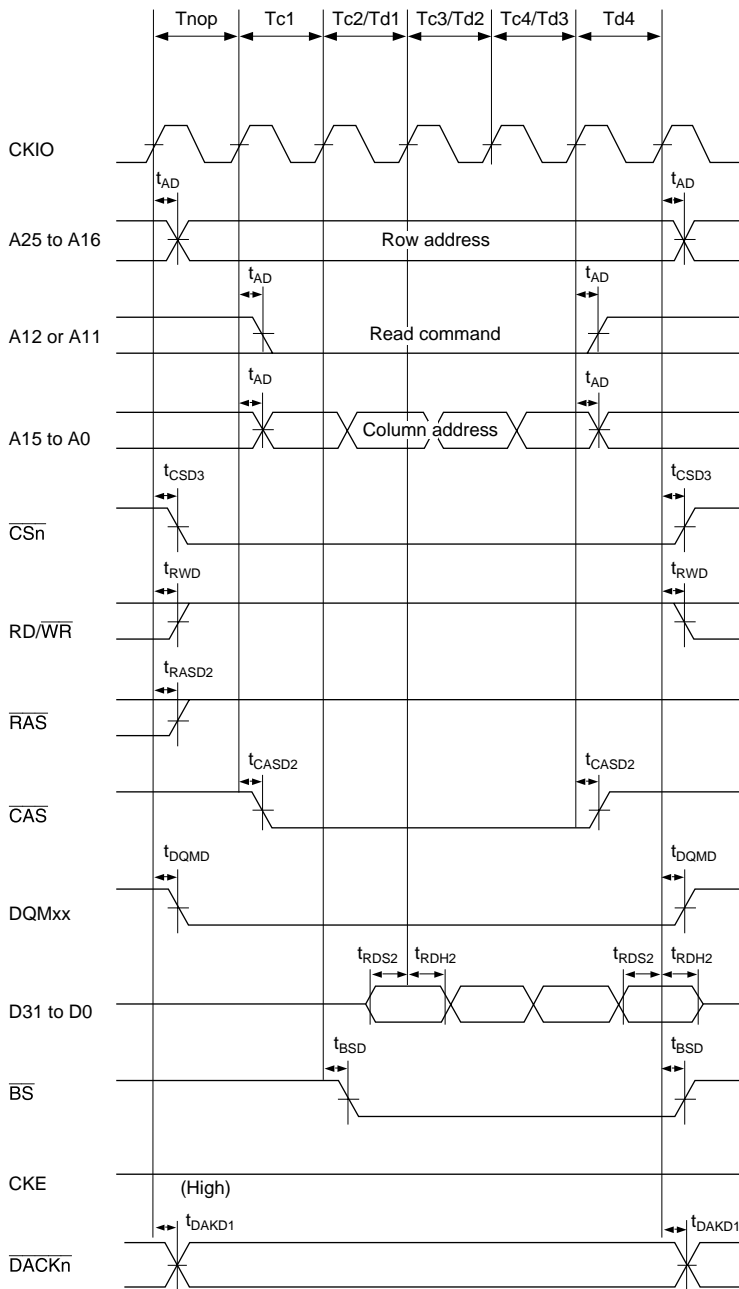 Tnop Tc1 Tc2/Td1 Tc3/Td2 Tc4/Td3 Td4
CKIO
tAD tAD
A25 to A16 Row address
tAD tAD
A12 or A11 Read command
tAD tAD
A15 to A0 Column address
tCSD3 tCSD3
CSn
tRWD tRWD
RD/WR
tRASD2
RAS
tCASD2 tCASD2
CAS
tDQMD tDQMD
DQMxx
tRDS2 tRDH2 tRDS2 tRDH2
D31 to D0
tBSD tBSD
BS
CKE (High)
tDAKD1 tDAKD1
DACKn